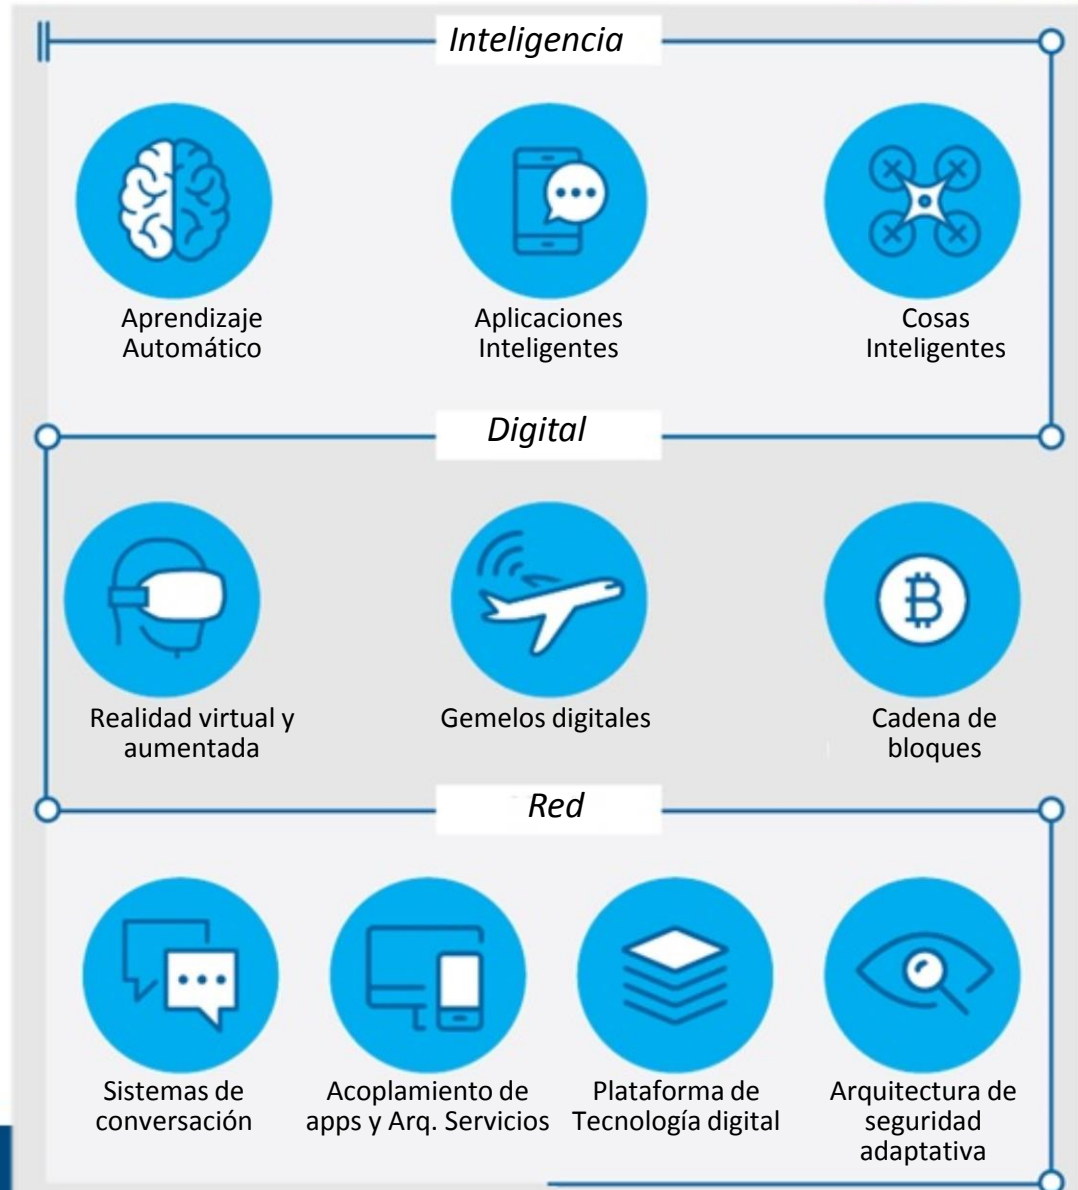 Inteligencia
Aprendizaje
Automático
Aplicaciones
Inteligentes
Cosas
Inteligentes
Digital
Realidad virtual y
aumentada
Gemelos digitales
Cadena de
bloques
Red
Sistemas de
conversación
Acoplamiento de
apps y Arq. Servicios
Plataforma de
Tecnología digital
Arquitectura de
seguridad
adaptativa